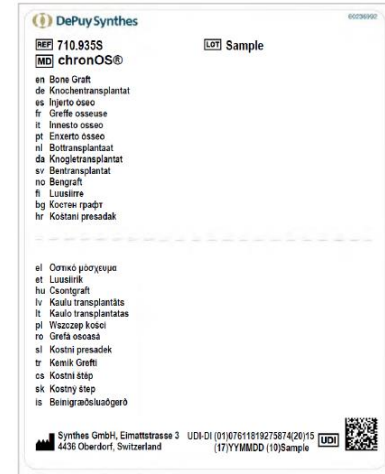 DePuy Synthes
60236992
REF 710.935S
LOT Sample
MD chronOS®
en Bone Graft
de Knochentransplantat
es Injerto óseo
fr Greffe osseuse
it Innesto osseo
pt Enxerto ósseo
nl Bottransplantaat
da Knogletransplantat
sv Bentransplantat
no Bengraft
fi Luusiirre
bg Костен графт
hr Koštani presadak
el Οστικό μόσχευμα
et Luusiirik
hu Csontgraft
lv Kaulu transplantāts
lt Kaulo transplantatas
pl Wszczep kości
ro Grefă osoasă
sl Kostni presadek
tr Kemik Grefti
cs Kostní štěp
sk Kostný štep
is Beinígræðsluaðgerð
Synthes GmbH, Eimattstrasse 3
4436 Oberdorf, Switzerland
UDI-DI (01)07611819275874(20)15
(17)YYMMDD (10)Sample
UDI